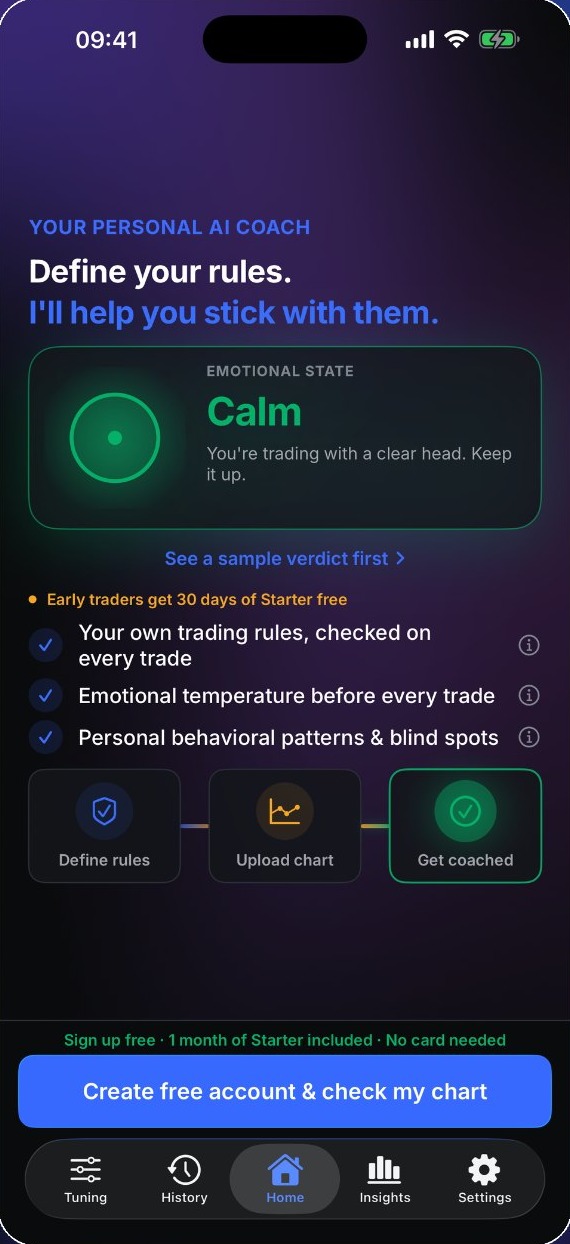 09:41
YOUR PERSONAL AI COACH
Define your rules.
I'll help you stick with them.
EMOTIONAL STATE
Calm
You're trading with a clear head. Keep
it up.
See a sample verdict first
Early traders get 30 days of Starter free
Your own trading rules, checked on
every trade
Emotional temperature before every trade
Personal behavioral patterns & blind spots
Define rules
Upload chart
Get coached
Sign up free · 1 month of Starter included · No card needed
Create free account & check my chart
Tuning
History
Home
Insights
Settings